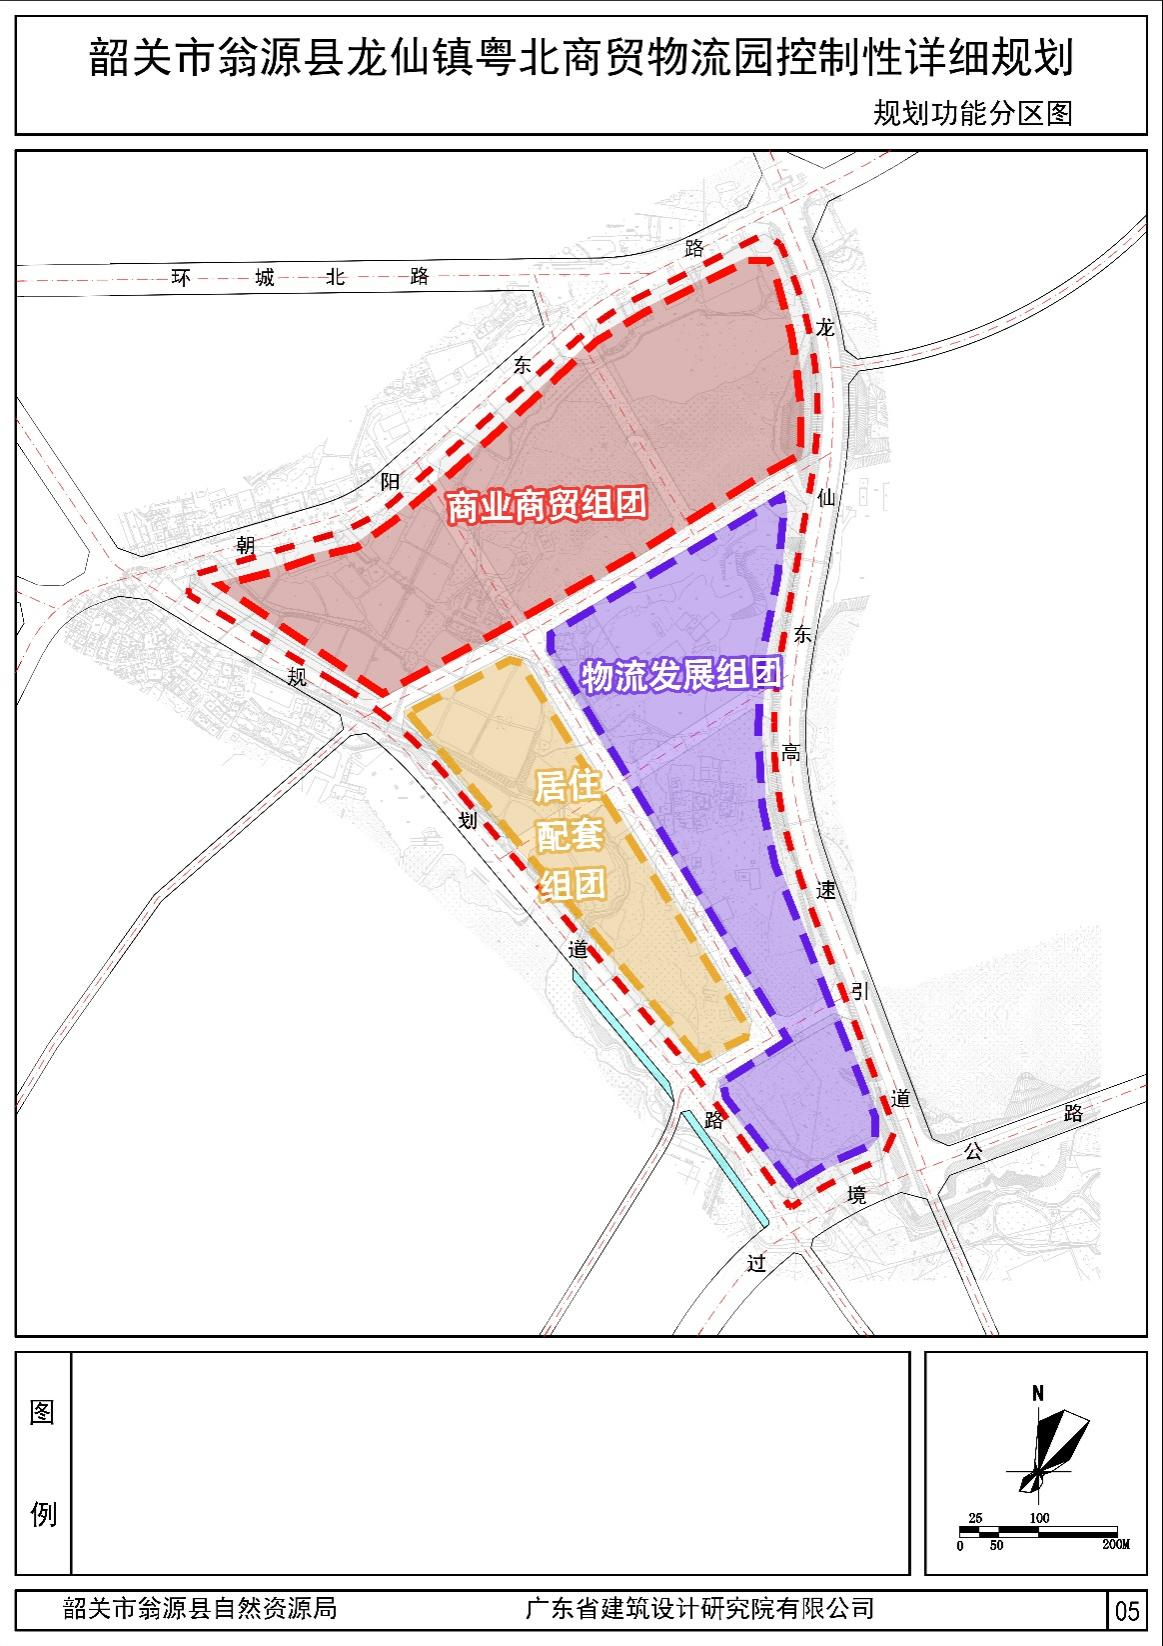 韶关市翁源县龙仙镇粤北商贸物流园控制性详细规划
规划功能分区图
环城北路
朝阳东路
龙仙东高速引道
规划道路
过境公路
商业商贸组团
物流发展组团
居住
配套
组团
图例
N
25 100
0 50 200M
韶关市翁源县自然资源局
广东省建筑设计研究院有限公司
05